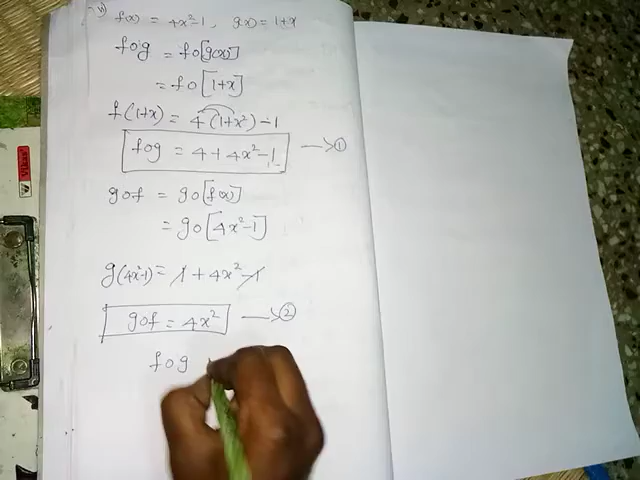 v) f(x) = 4x²-1, g(x) = 1+x
fog = fo[g(x)]
= fo[1+x]
f(1+x) = 4(1+x²)-1
fog = 4+4x²-1 → ①
gof = go[f(x)]
= go[4x²-1]
g(4x²-1) = 1+4x²-1
gof = 4x² → ②
fog